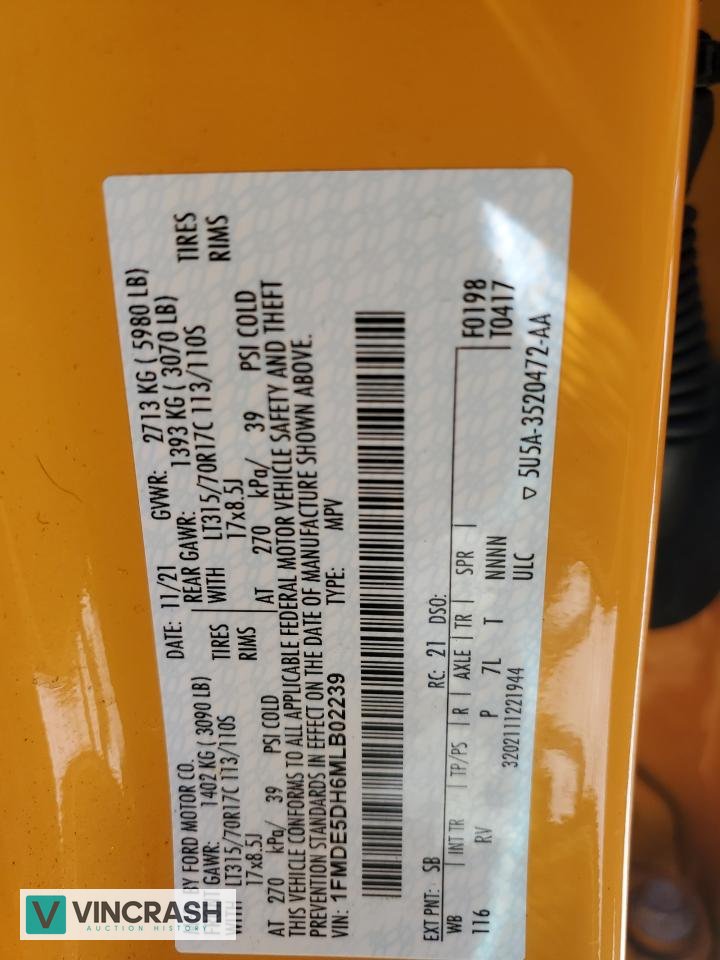 BY FORD MOTOR CO.
DATE: 11/21 GVWR: 2713 KG ( 5980 LB)
GAWR: 1402 KG ( 3090 LB) REAR GAWR: 1393 KG ( 3070 LB)
WITH LT315/70R17C 113/110S TIRES WITH LT315/70R17C 113/110S TIRES
17x8.5J RIMS 17x8.5J RIMS
AT 270 kPa/ 39 PSI COLD AT 270 kPa/ 39 PSI COLD
THIS VEHICLE CONFORMS TO ALL APPLICABLE FEDERAL MOTOR VEHICLE SAFETY AND THEFT
PREVENTION STANDARDS IN EFFECT ON THE DATE OF MANUFACTURE SHOWN ABOVE.
VIN: 1FMDE5DH6MLB02239 TYPE: MPV
EXT PNT: SB RC: 21 DSO: F0198
WB | INT TR | TP/PS | R | AXLE | TR | SPR T0417
116 RV P 7L T NNNN
3202111221944 ULC ▽ 5U5A-3520472-AA
V VINCRASH
AUCTION HISTORY